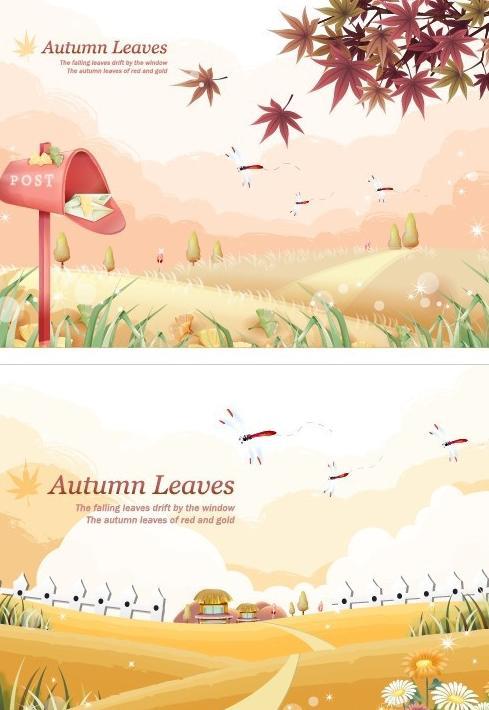 Autumn Leaves
The falling leaves drift by the window
The autumn leaves of red and gold
POST
Autumn Leaves
The falling leaves drift by the window
The autumn leaves of red and gold